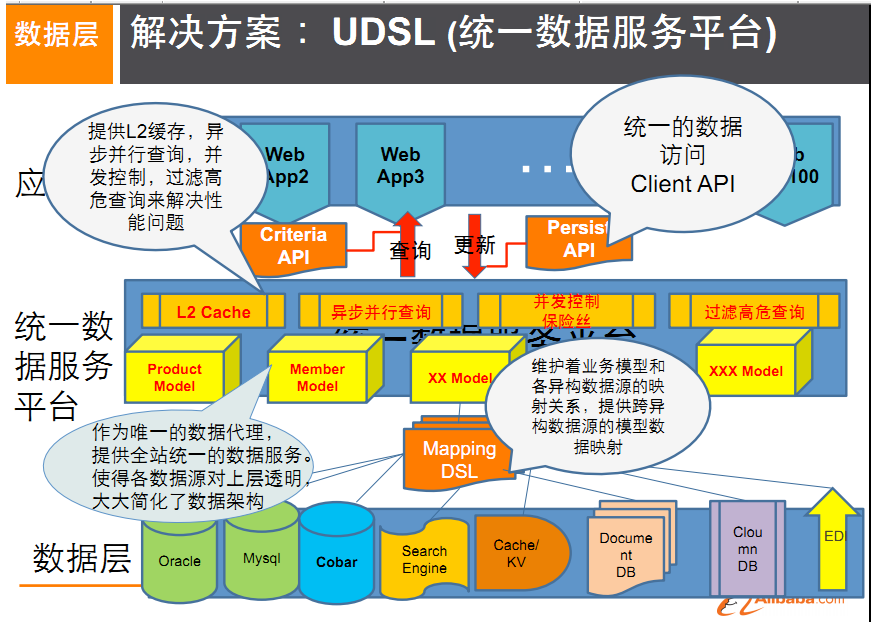 数据层
解决方案： UDSL (统一数据服务平台)
提供L2缓存，异
步并行查询，并
发控制，过滤高
危查询来解决性
能问题
应
Web
App2
Web
App3
. . .
100
统一的数据
访问
Client API
Criteria
API
查询
更新
Persist
API
统一数
据服务
平台
L2 Cache
异步并行查询
并发控制
保险丝
过滤高危查询
Product
Model
Member
Model
XX Model
XXX Model
维护着业务模型和
各异构数据源的映
射关系，提供跨异
构数据源的模型数
据映射
作为唯一的数据代理，
提供全站统一的数据服务。
使得各数据源对上层透明，
大大简化了数据架构
Mapping
DSL
数据层
Oracle
Mysql
Cobar
Search
Engine
Cache/
KV
Docume
nt
DB
Clou
mn
DB
ED
Alibaba.com